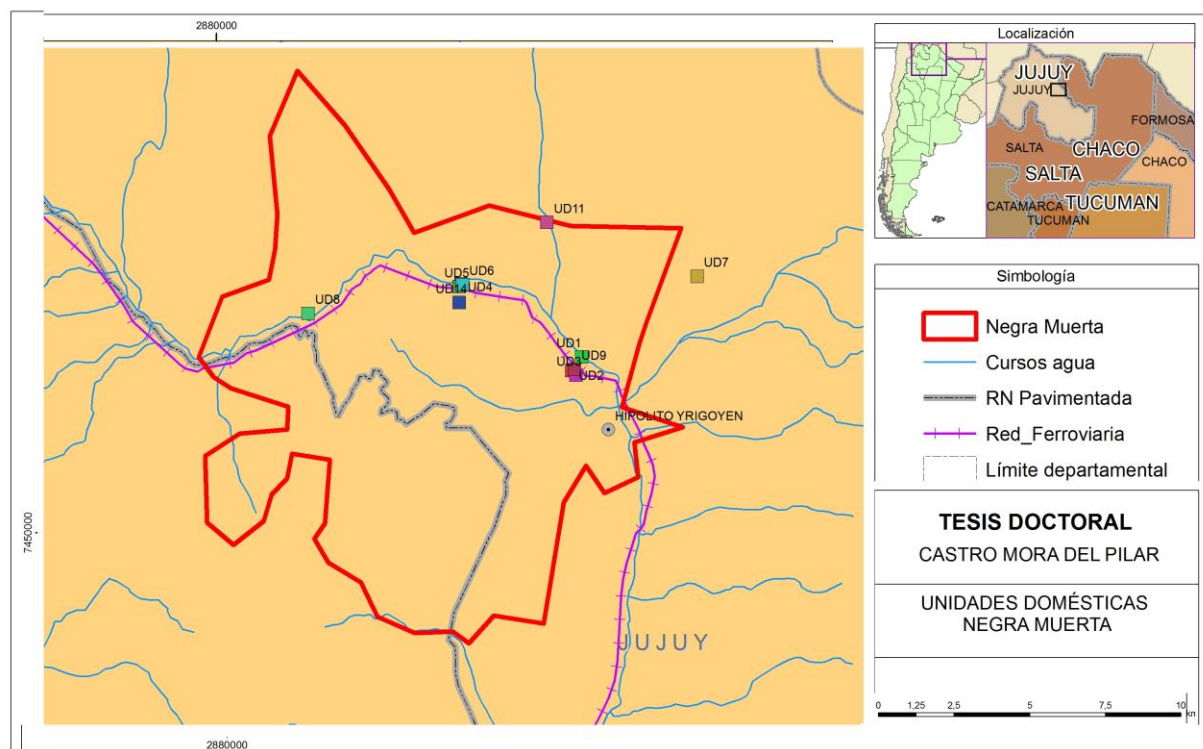 2880000
7450000
2880000
UD11
UD7
UD5
UD6
UD14
UD4
UD8
UD1
UD9
UD3
UD2
HIPOLITO YRIGOYEN
JUJUY
Localización
JUJUY
JUJUY
FORMOSA
SALTA
CHACO
CHACO
SALTA
CATAMARCA
TUCUMAN
TUCUMAN
Simbología
Negra Muerta
Cursos agua
RN Pavimentada
Red_Ferroviaria
Límite departamental
TESIS DOCTORAL
CASTRO MORA DEL PILAR
UNIDADES DOMÉSTICAS
NEGRA MUERTA
0 1,25 2,5 5 7,5 10